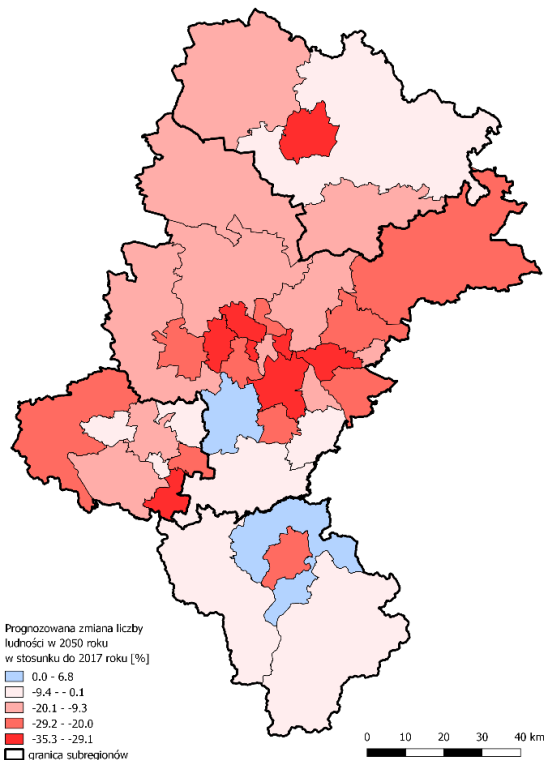 Prognozowana zmiana liczby
ludności w 2050 roku
w stosunku do 2017 roku [%]
0.0 - 6.8
-9.4 - -0.1
-20.1 - -9.3
-29.2 - -20.0
-35.3 - -29.1
granica subregionów
0 10 20 30 40 km